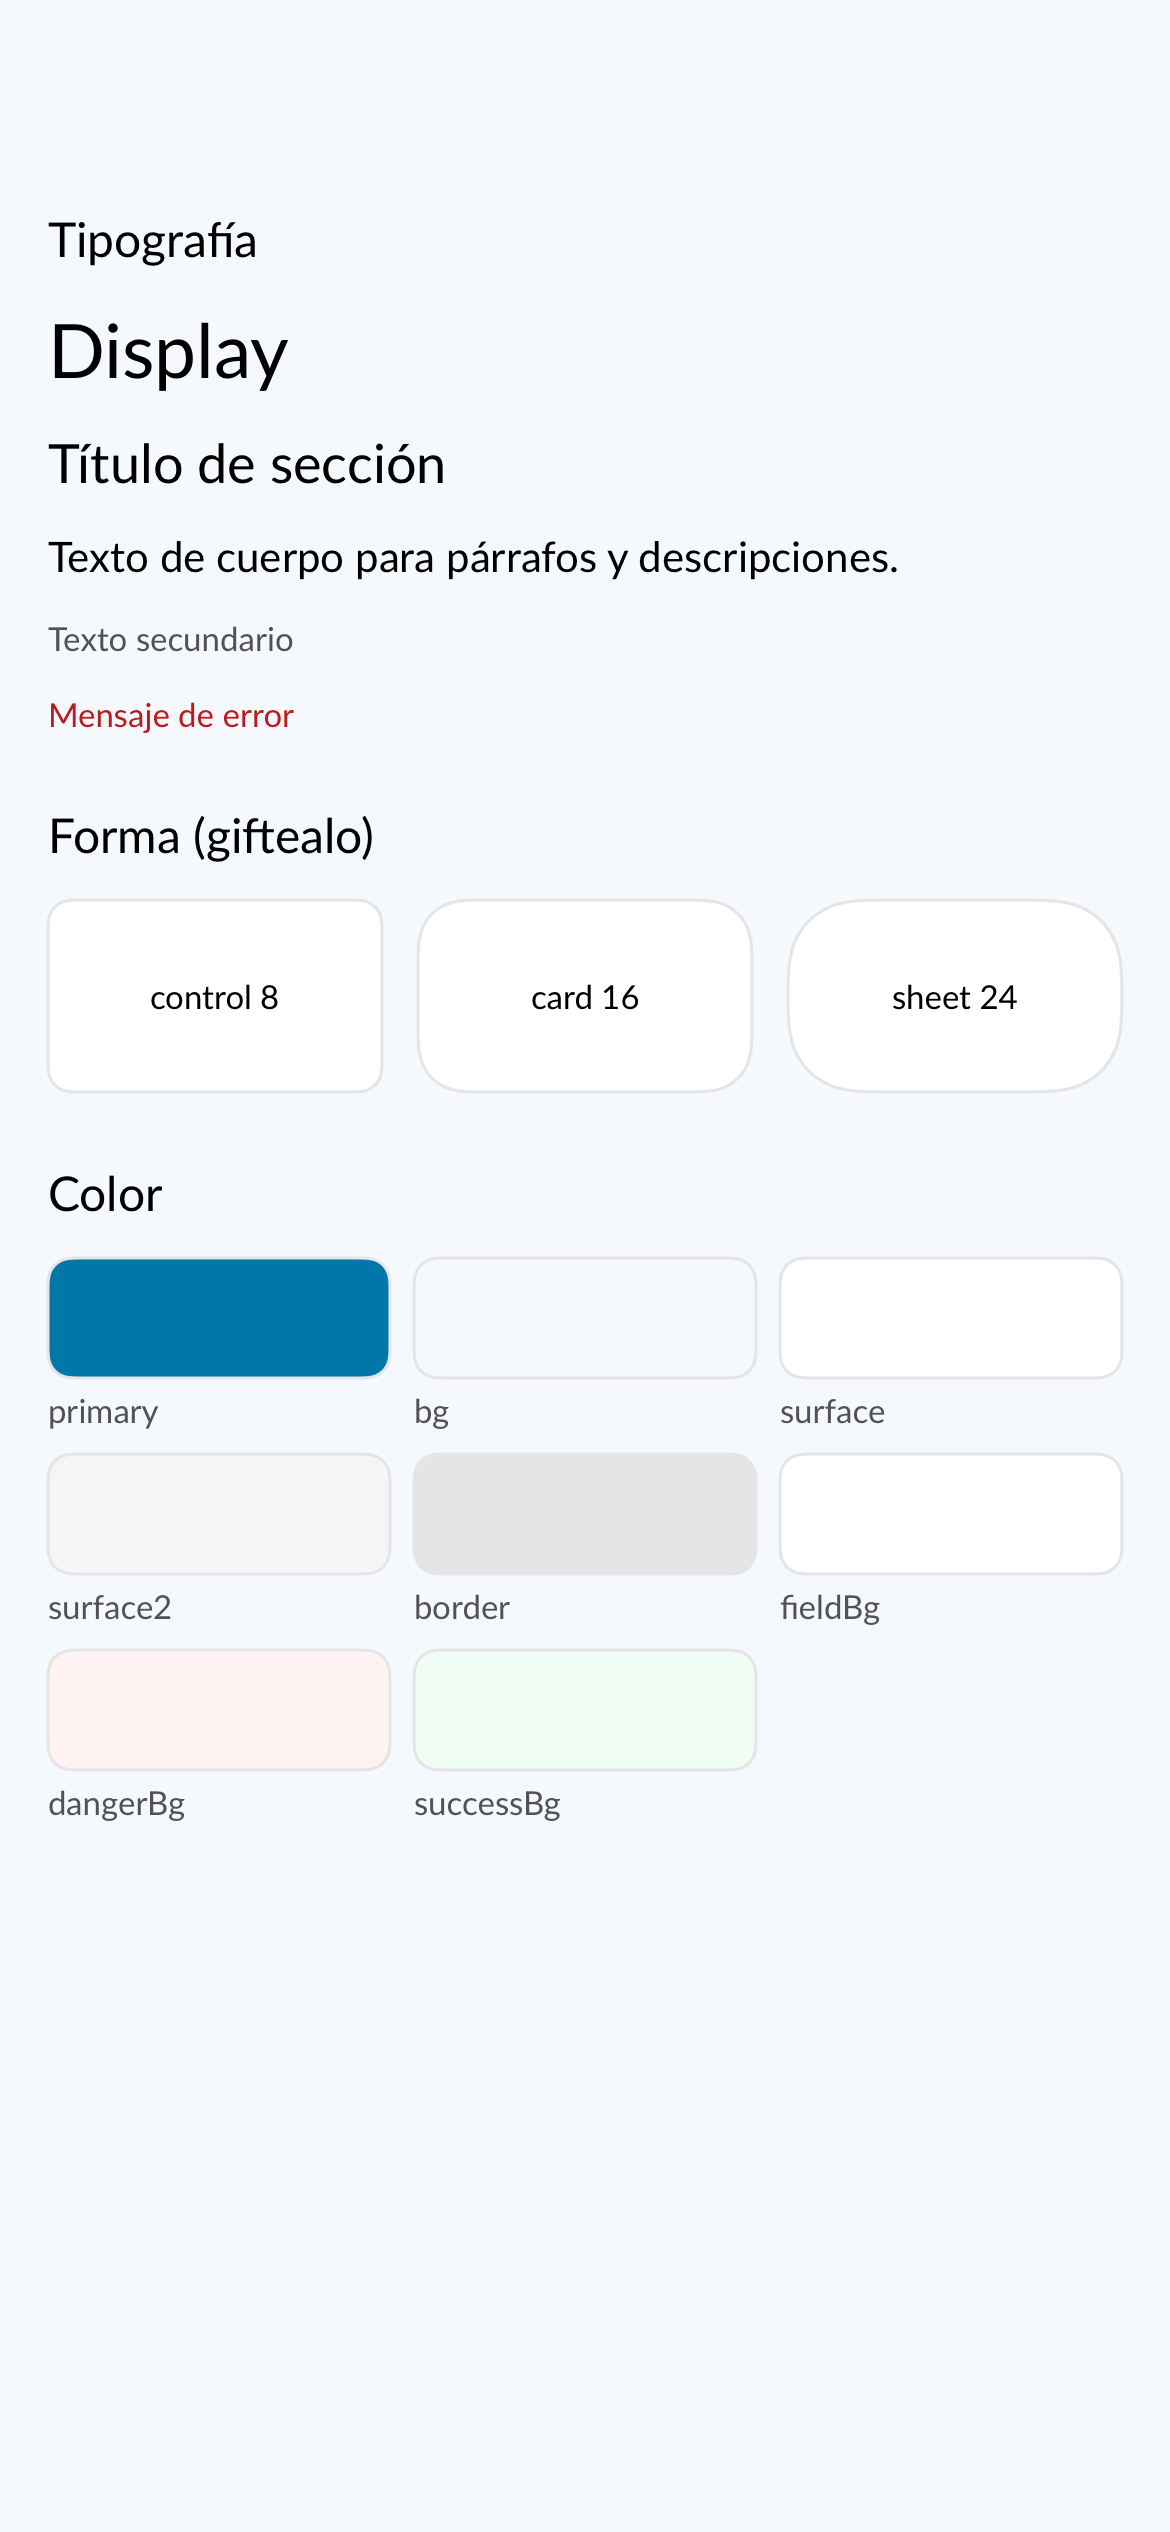 Tipografía
Display
Título de sección
Texto de cuerpo para párrafos y descripciones.
Texto secundario
Mensaje de error
Forma (giftealo)
control 8
card 16
sheet 24
Color
primary
bg
surface
surface2
border
fieldBg
dangerBg
successBg